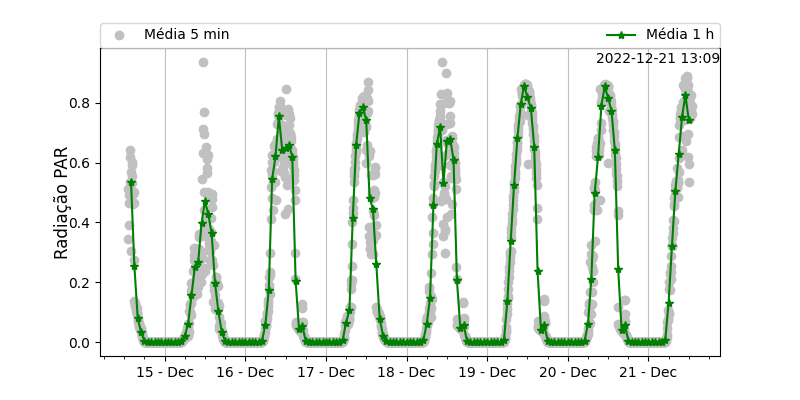 Média 5 min
Média 1 h
2022-12-21 13:09
Radiação PAR
0.8
0.6
0.4
0.2
0.0
15 - Dec
16 - Dec
17 - Dec
18 - Dec
19 - Dec
20 - Dec
21 - Dec